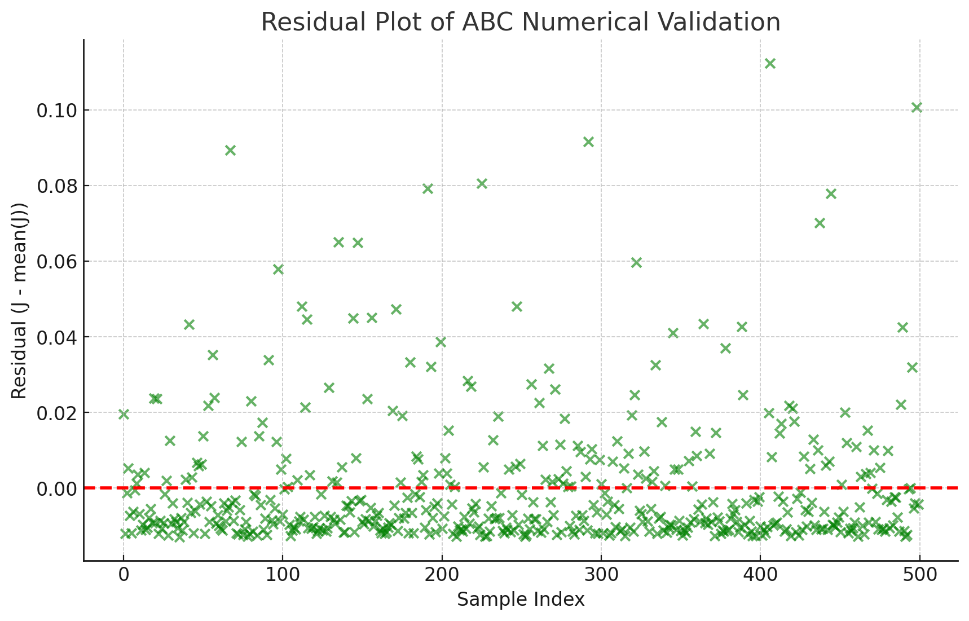 Residual Plot of ABC Numerical Validation
0.10
0.08
0.06
0.04
0.02
0.00
Residual (J - mean(J))
0 100 200 300 400 500
Sample Index